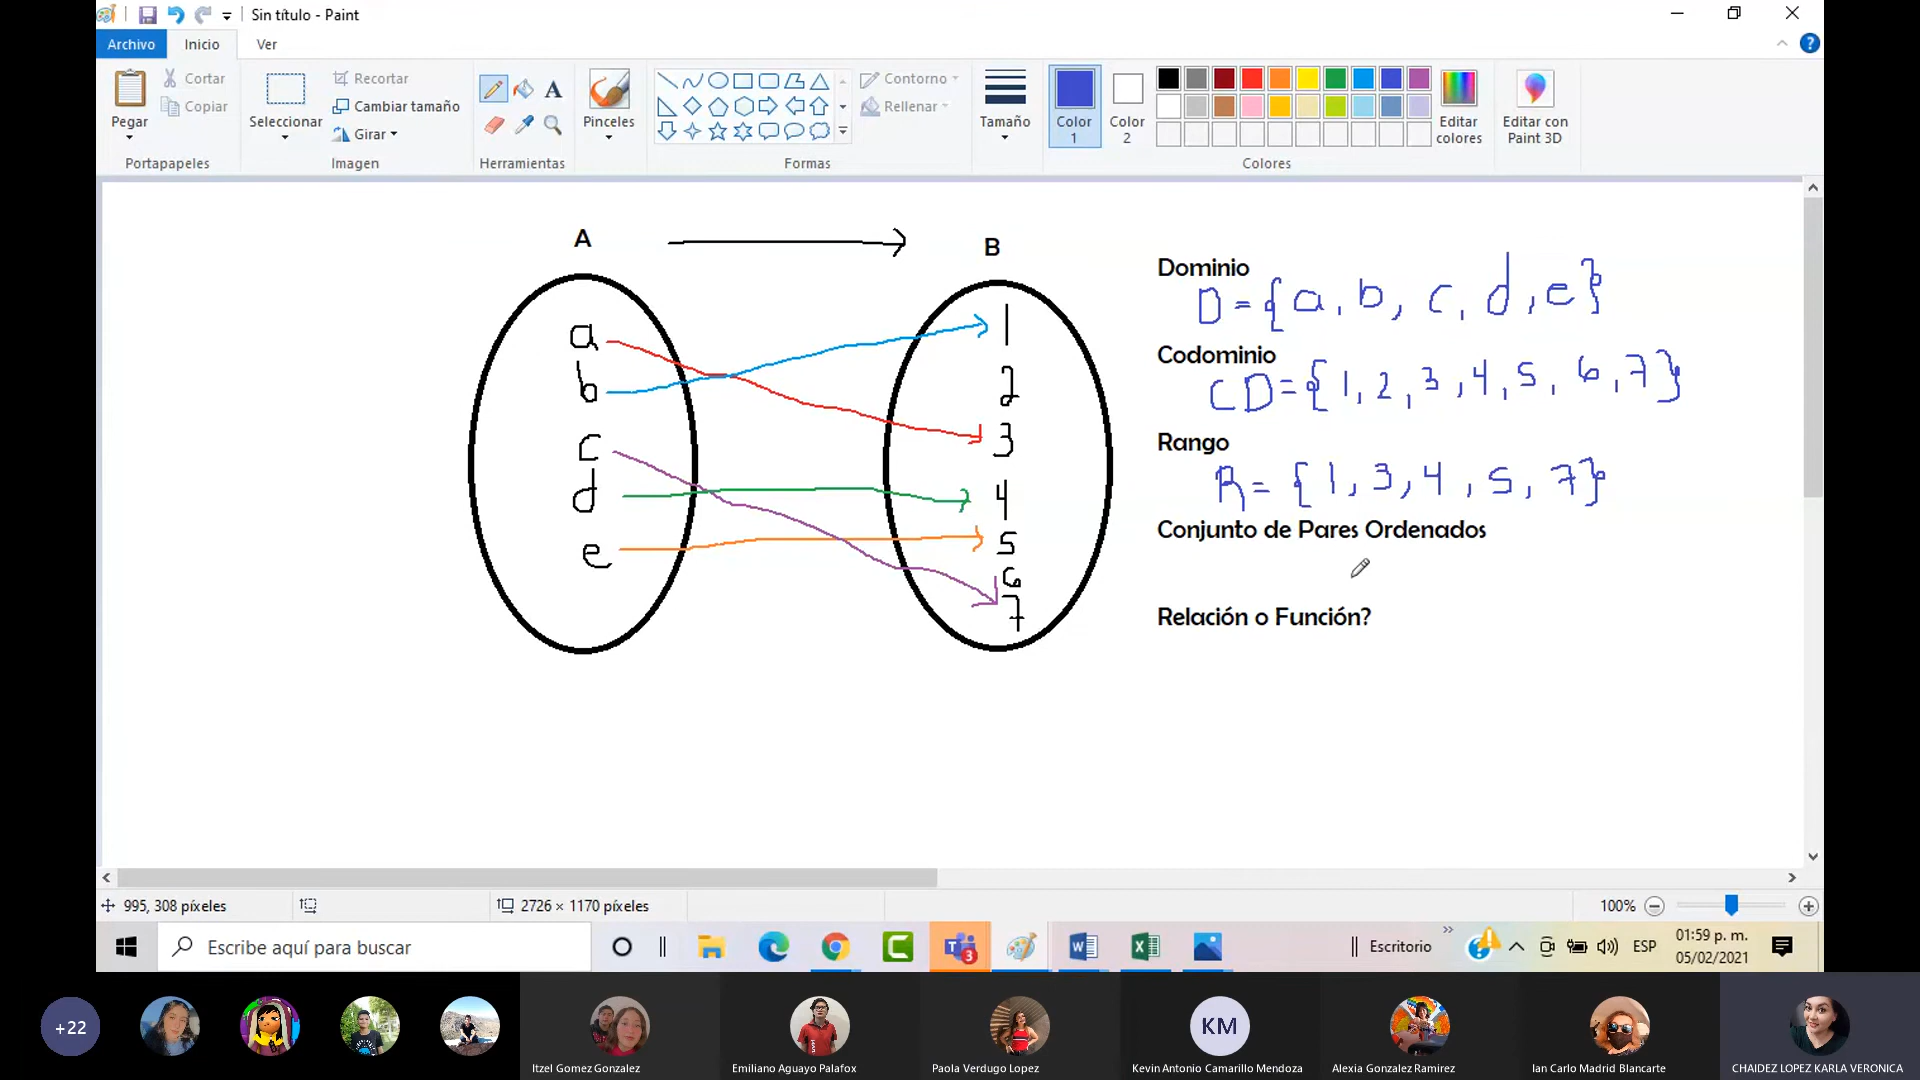 Sin título - Paint
Archivo Inicio Ver
Pegar
Cortar
Copiar
Portapapeles
Seleccionar
Recortar
Cambiar tamaño
Girar
Imagen
A
Herramientas
Pinceles
Contorno
Rellenar
Formas
Tamaño
Color 1
Color 2
Editar colores
Editar con Paint 3D
Colores
A
B
a
b
c
d
e
1
2
3
4
5
6
7
Dominio
D = {a, b, c, d, e}
Codominio
CD = {1, 2, 3, 4, 5, 6, 7}
Rango
R = {1, 3, 4, 5, 7}
Conjunto de Pares Ordenados
Relación o Función?
995, 308 píxeles
2726 × 1170 píxeles
100%
Escribe aquí para buscar
3
Escritorio
ESP
01:59 p. m.
05/02/2021
+22
KM
Itzel Gomez Gonzalez
Emiliano Aguayo Palafox
Paola Verdugo Lopez
Kevin Antonio Camarillo Mendoza
Alexia Gonzalez Ramirez
Ian Carlo Madrid Blancarte
CHAIDEZ LOPEZ KARLA VERONICA